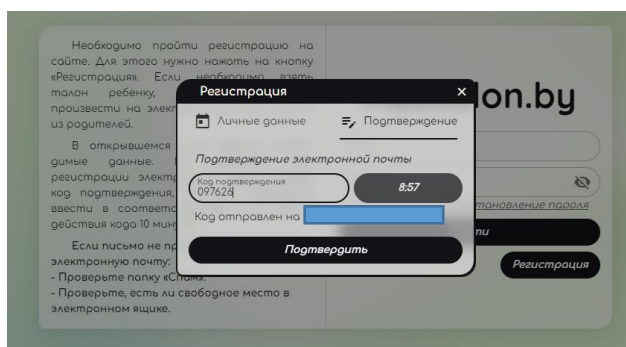 Необходимо пройти регистрацию на
сайте. Для этого нужно нажать на кнопку
«Регистрация». Если необходимо взять
талон ребенку,
произвести на элект
из родителей.
В открывшемся
димые данные.
регистрации электр
код подтверждения,
ввести в соответс
действия кода 10 мин
Если письмо не пр
электронную почту:
- Проверьте папку «Спам».
- Проверьте, есть ли свободное место в
электронном ящике.
Регистрация
×
Личные данные
Подтверждение
Подтверждение электронной почты
Код подтверждения
097626
8:57
Код отправлен на
Подтвердить
lon.by
тановление пароля
ти
Регистрация